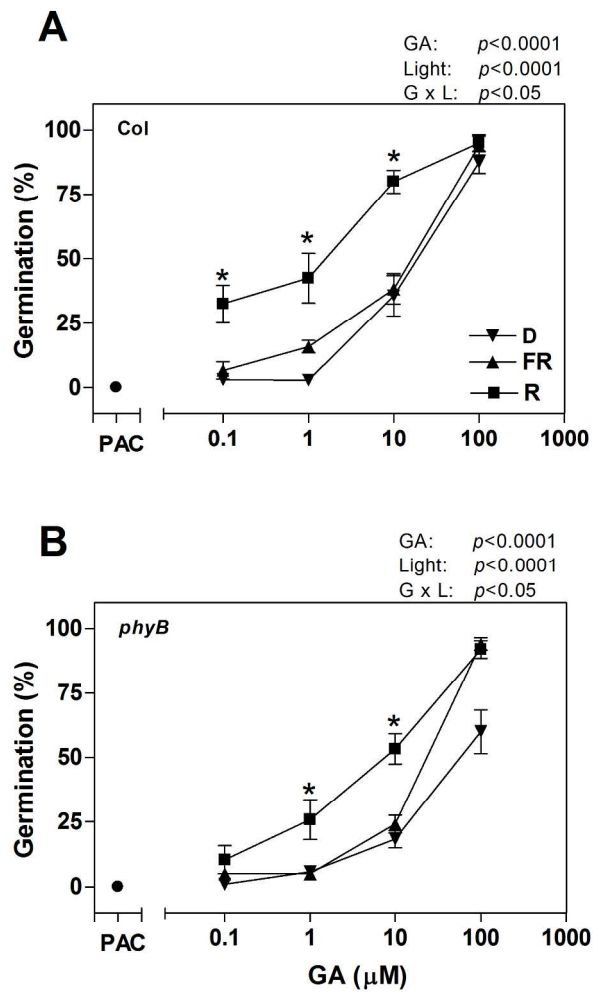 A
GA: p<0.0001
Light: p<0.0001
G x L: p<0.05
Col
Germination (%)
100
75
50
25
0
*
*
*
D
FR
R
PAC
0.1 1 10 100 1000
B
GA: p<0.0001
Light: p<0.0001
G x L: p<0.05
phyB
Germination (%)
100
75
50
25
0
*
*
PAC
0.1 1 10 100 1000
GA (µM)